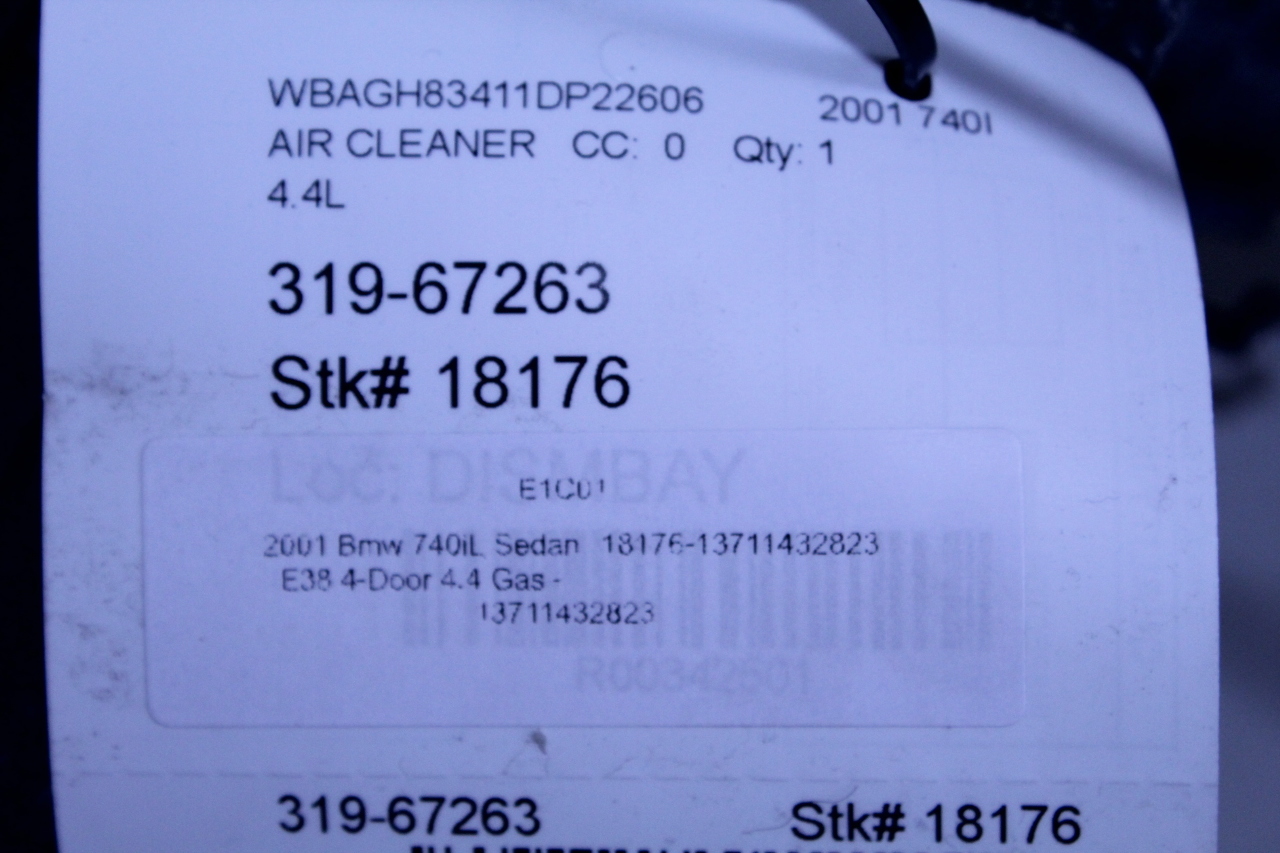 WBAGH83411DP22606 2001 740I
AIR CLEANER CC: 0 Qty: 1
4.4L
319-67263
Stk# 18176
Loc: DISMBAY
E1C01
2001 Bmw 740iL Sedan 18176-13711432823
E38 4-Door 4.4 Gas -
13711432823
R00342601
319-67263 Stk# 18176